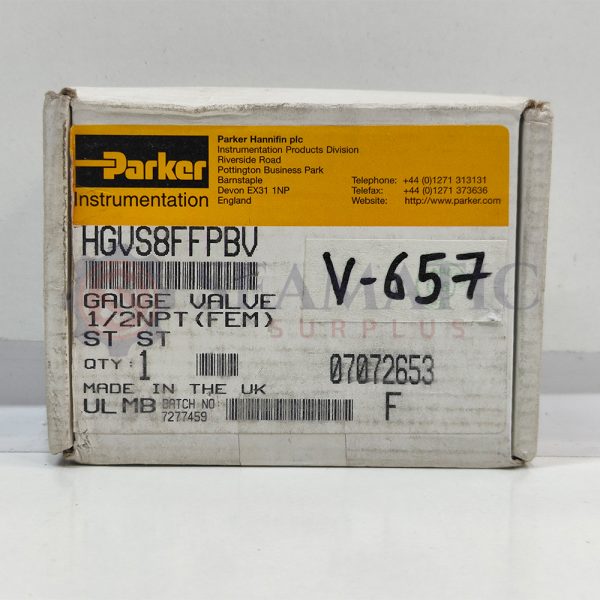 Parker
Instrumentation
Parker Hannifin plc
Instrumentation Products Division
Riverside Road
Pottington Business Park
Barnstaple
Devon EX31 1NP
England
Telephone: +44 (0)1271 313131
Telefax: +44 (0)1271 373636
Website: http://www.parker.com
HGVS8FFPBV
V-657
GAUGE VALVE
1/2NPT(FEM)
ST ST
QTY: 1
07072653
MADE IN THE UK
F
ULMB BATCH NO:
7277459
SEAMATIC
SURPLUS